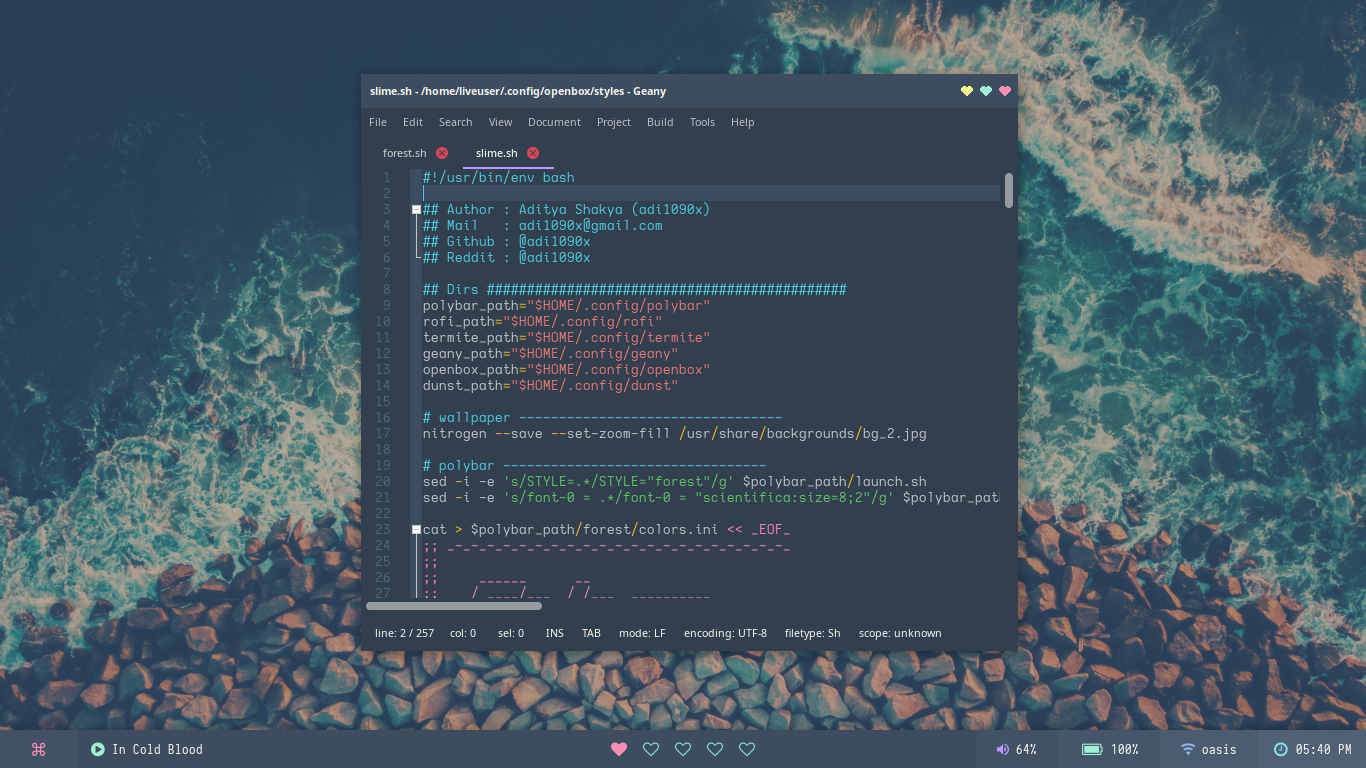 slime.sh - /home/liveuser/.config/openbox/styles - Geany
File Edit Search View Document Project Build Tools Help
forest.sh slime.sh
1 #!/usr/bin/env bash
2
3 ## Author : Aditya Shakya (adi1090x)
4 ## Mail   : adi1090x@gmail.com
5 ## Github : @adi1090x
6 ## Reddit : @adi1090x
7
8 ## Dirs #############################################
9 polybar_path="$HOME/.config/polybar"
10 rofi_path="$HOME/.config/rofi"
11 termite_path="$HOME/.config/termite"
12 geany_path="$HOME/.config/geany"
13 openbox_path="$HOME/.config/openbox"
14 dunst_path="$HOME/.config/dunst"
15
16 # wallpaper ---------------------------------
17 nitrogen --save --set-zoom-fill /usr/share/backgrounds/bg_2.jpg
18
19 # polybar ---------------------------------
20 sed -i -e 's/STYLE=.*/STYLE="forest"/g' $polybar_path/launch.sh
21 sed -i -e 's/font-0 = .*/font-0 = "scientifica:size=8;2"/g' $polybar_pat
22
23 cat > $polybar_path/forest/colors.ini << _EOF_
24 ;; _-_-_-_-_-_-_-_-_-_-_-_-_-_-_-_-_-_-_-_-_-_
25 ;;
26 ;;     ______      __
27 ;;    / ____/___  / /___  __________
line: 2 / 257 col: 0 sel: 0 INS TAB mode: LF encoding: UTF-8 filetype: Sh scope: unknown
In Cold Blood 64% 100% oasis 05:40 PM